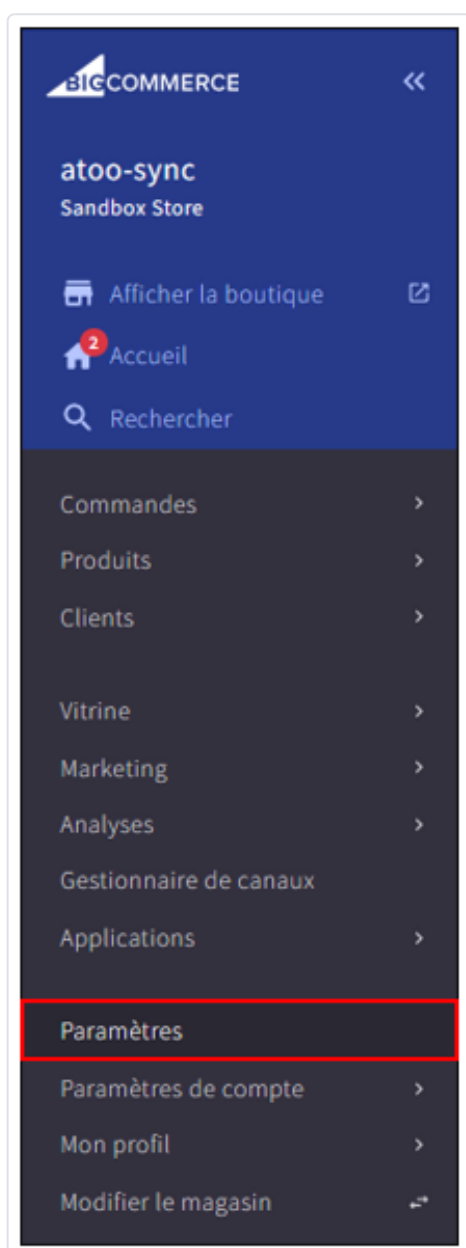 BIGCOMMERCE
atoo-sync
Sandbox Store
Afficher la boutique
2
Accueil
Rechercher
Commandes
Produits
Clients
Vitrine
Marketing
Analyses
Gestionnaire de canaux
Applications
Paramètres
Paramètres de compte
Mon profil
Modifier le magasin